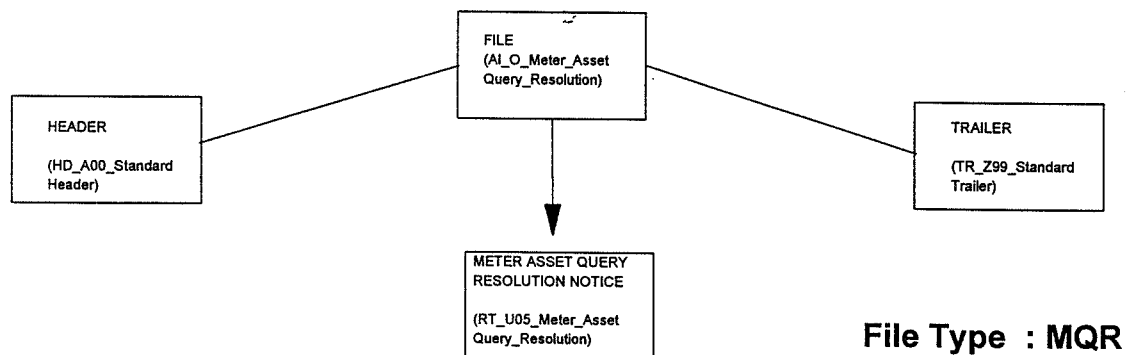 FILE
(AI_O_Meter_Asset
Query_Resolution)
HEADER
(HD_A00_Standard
Header)
TRAILER
(TR_Z99_Standard
Trailer)
METER ASSET QUERY
RESOLUTION NOTICE
(RT_U05_Meter_Asset
Query_Resolution)
File Type : MQR